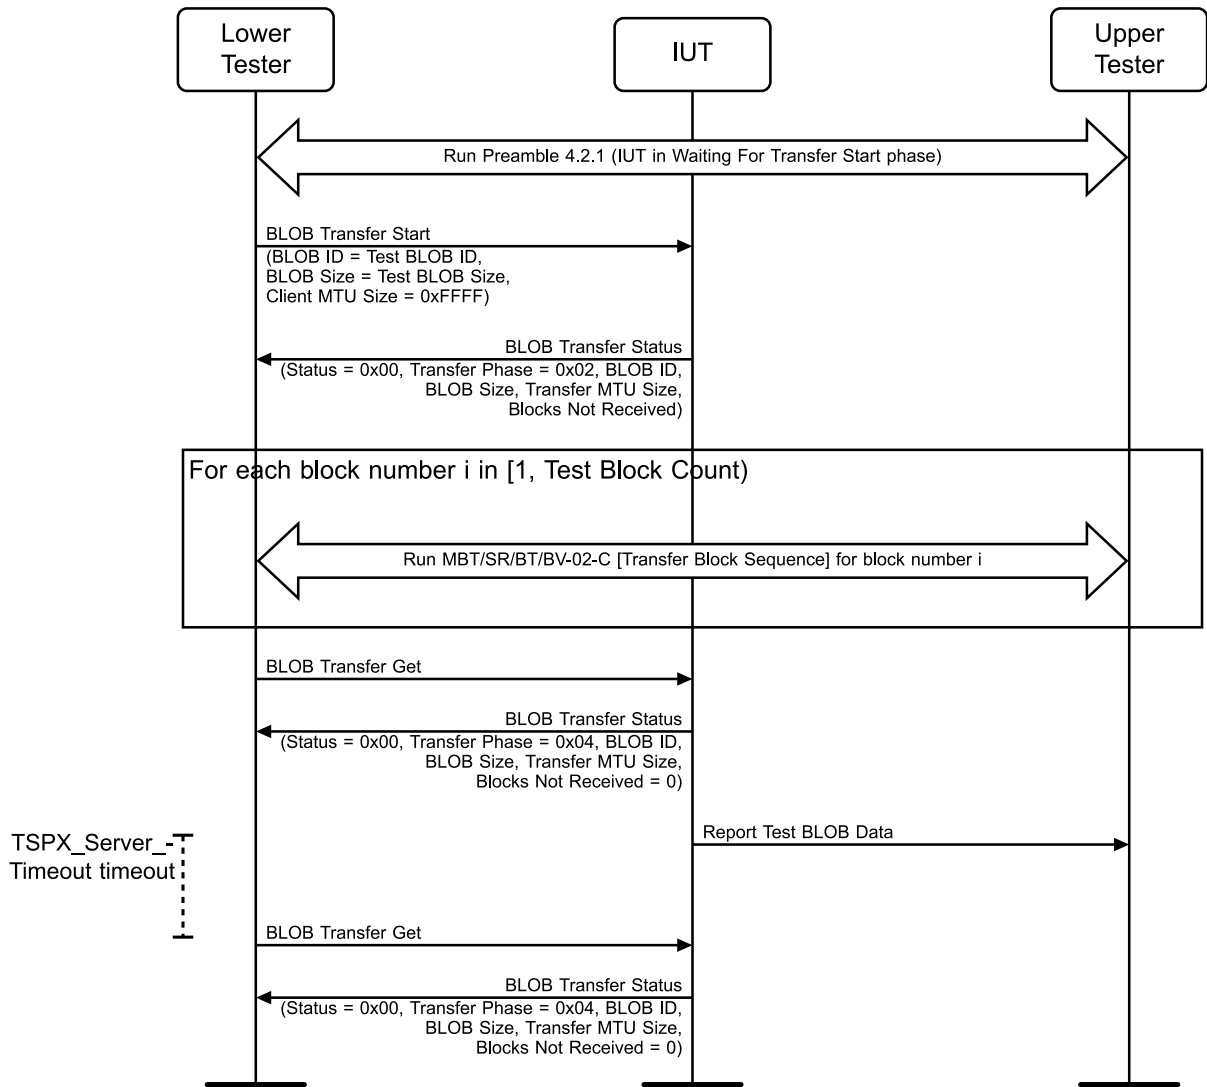 Lower
Tester
IUT
Upper
Tester
Run Preamble 4.2.1 (IUT in Waiting For Transfer Start phase)
BLOB Transfer Start
(BLOB ID = Test BLOB ID,
BLOB Size = Test BLOB Size,
Client MTU Size = 0xFFFF)
BLOB Transfer Status
(Status = 0x00, Transfer Phase = 0x02, BLOB ID,
BLOB Size, Transfer MTU Size,
Blocks Not Received)
For each block number i in [1, Test Block Count)
Run MBT/SR/BT/BV-02-C [Transfer Block Sequence] for block number i
BLOB Transfer Get
BLOB Transfer Status
(Status = 0x00, Transfer Phase = 0x04, BLOB ID,
BLOB Size, Transfer MTU Size,
Blocks Not Received = 0)
TSPX_Server_-
Timeout timeout
Report Test BLOB Data
BLOB Transfer Get
BLOB Transfer Status
(Status = 0x00, Transfer Phase = 0x04, BLOB ID,
BLOB Size, Transfer MTU Size,
Blocks Not Received = 0)